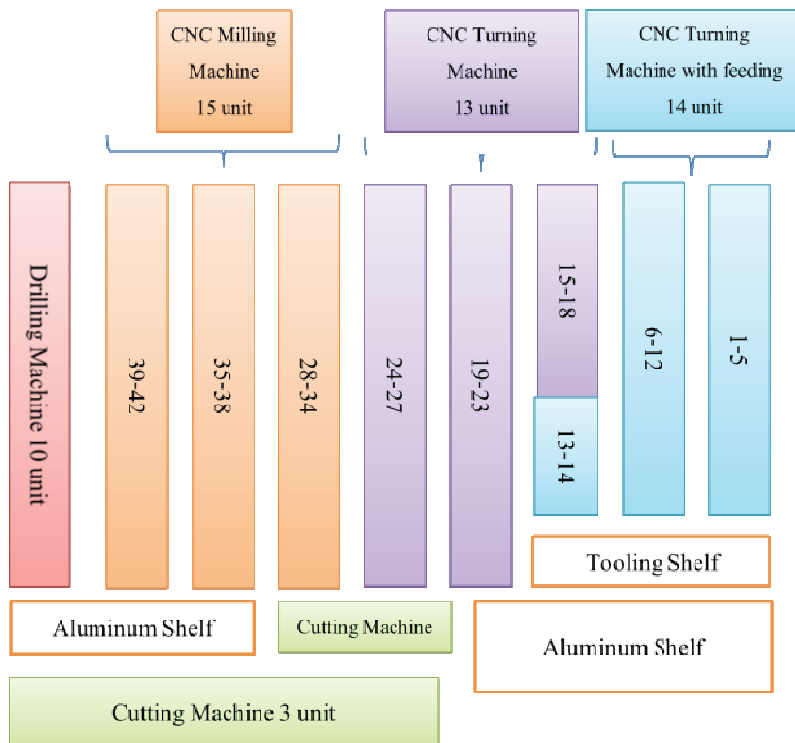 CNC Milling
Machine
15 unit
CNC Turning
Machine
13 unit
CNC Turning
Machine with feeding
14 unit
Drilling Machine 10 unit
39-42
35-38
28-34
24-27
19-23
15-18
13-14
6-12
1-5
Tooling Shelf
Aluminum Shelf
Cutting Machine
Aluminum Shelf
Cutting Machine 3 unit